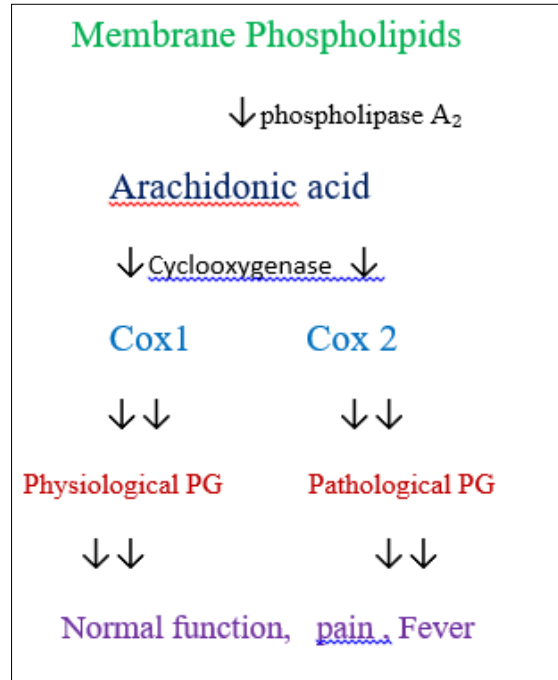 Membrane Phospholipids
↓phospholipase A₂
Arachidonic acid
↓Cyclooxygenase ↓
Cox1 Cox 2
↓↓ ↓↓
Physiological PG Pathological PG
↓↓ ↓↓
Normal function, pain , Fever